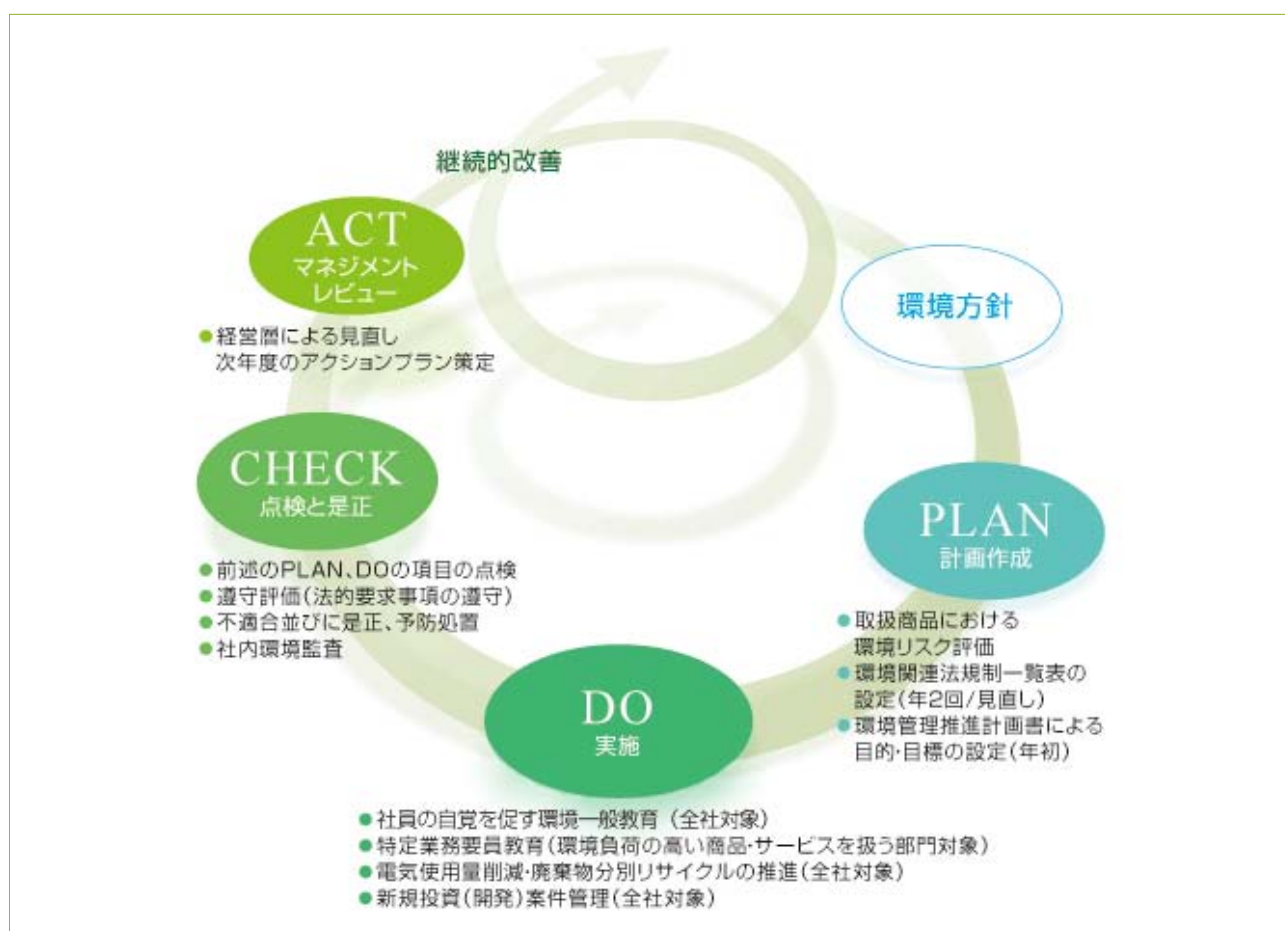 継続的改善
ACT
マネジメント
レビュー
●経営層による見直し
次年度のアクションプラン策定
環境方針
CHECK
点検と是正
●前述のPLAN、DOの項目の点検
●遵守評価(法的要求事項の遵守)
●不適合並びに是正、予防処置
●社内環境監査
PLAN
計画作成
●取扱商品における
環境リスク評価
●環境関連法規制一覧表の
設定(年2回/見直し)
●環境管理推進計画書による
目的・目標の設定(年初)
DO
実施
●社員の自覚を促す環境一般教育 (全社対象)
●特定業務要員教育(環境負荷の高い商品・サービスを扱う部門対象)
●電気使用量削減・廃棄物分別リサイクルの推進(全社対象)
●新規投資(開発)案件管理(全社対象)